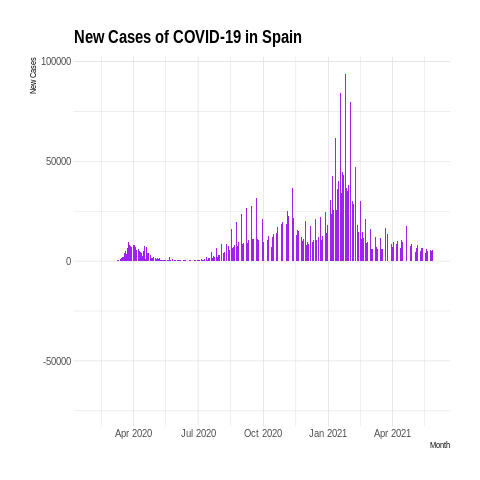 New Cases of COVID-19 in Spain
New Cases
100000
50000
0
-50000
Apr 2020 Jul 2020 Oct 2020 Jan 2021 Apr 2021
Month